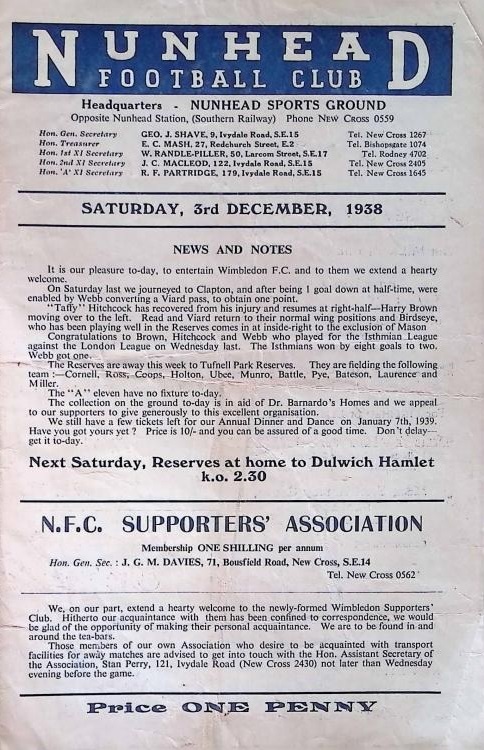 NUNHEAD
FOOTBALL CLUB
Headquarters - NUNHEAD SPORTS GROUND
Opposite Nunhead Station, (Southern Railway) Phone NEW CROSS 0559
Hon. Gen. Secretary GEO. J. SHAVE, 9, Ivydale Road, S.E.15 Tel. New Cross 1267
Hon. Treasurer E. C. MASH, 27, Redchurch Street, E.2 Tel. Bishopsgate 1074
Hon. 1st XI Secretary W. RANDLE-PILLER, 50, Larcom Street, S.E.17 Tel. Rodney 4702
Hon. 2nd XI Secretary J. C. MACLEOD, 122, Ivydale Road, S.E.15 Tel. New Cross 2405
Hon. 'A' XI Secretary R. F. PARTRIDGE, 179, Ivydale Road, S.E.15 Tel. New Cross 1645
SATURDAY, 3rd DECEMBER, 1938
NEWS AND NOTES
It is our pleasure to-day, to entertain Wimbledon F.C. and to them we extend a hearty
welcome.
On Saturday last we journeyed to Clapton, and after being 1 goal down at half-time, were
enabled by Webb converting a Viard pass, to obtain one point.
"Taffy" Hitchcock has recovered from his injury and resumes at right-half—Harry Brown
moving over to the left. Read and Viard return to their normal wing positions and Birdseye,
who has been playing well in the Reserves comes in at inside-right to the exclusion of Mason
Congratulations to Brown, Hitchcock and Webb who played for the Isthmian League
against the London League on Wednesday last. The Isthmians won by eight goals to two.
Webb got one.
The Reserves are away this week to Tufnell Park Reserves. They are fielding the following
team :—Cornell, Ross, Coops, Holton, Ubee, Munro, Battle, Pye, Bateson, Laurence and
Miller.
The "A" eleven have no fixture to-day.
The collection on the ground to-day is in aid of Dr. Barnardo's Homes and we appeal
to our supporters to give generously to this excellent organisation.
We still have a few tickets left for our Annual Dinner and Dance on January 7th, 1939.
Have you got yours yet ? Price is 10/- and you can be assured of a good time. Don't delay—
get it to-day.
Next Saturday, Reserves at home to Dulwich Hamlet
k.o. 2.30
N.F.C. SUPPORTERS' ASSOCIATION
Membership ONE SHILLING per annum
Hon. Gen. Sec. : J. G. M. DAVIES, 71, Bousfield Road, New Cross, S.E.14
Tel. New Cross 0562
We, on our part, extend a hearty welcome to the newly-formed Wimbledon Supporters'
Club. Hitherto our acquaintance with them has been confined to correspondence, we would
be glad of the opportunity of making their personal acquaintance. We are to be found in and
around the tea-bars.
Those members of our own Association who desire to be acquainted with transport
facilities for away matches are advised to get into touch with the Hon. Assistant Secretary of
the Association, Stan Perry, 121, Ivydale Road (New Cross 2430) not later than Wednesday
evening before the game.
Price ONE PENNY